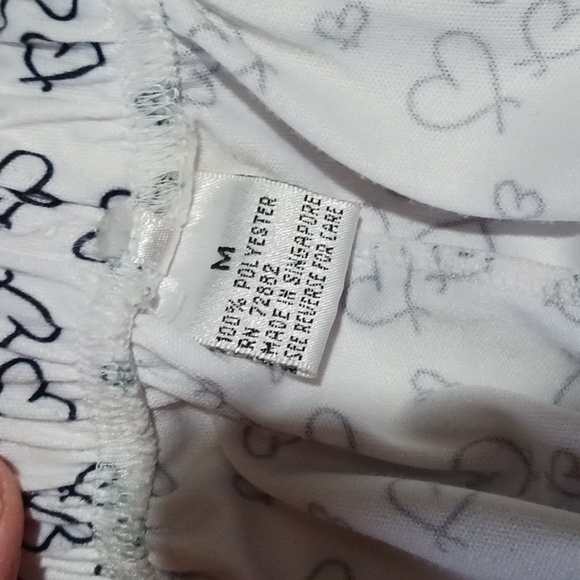 M
100% POLYESTER
RN 72882
MADE IN SINGAPORE
SEE REVERSE FOR CARE